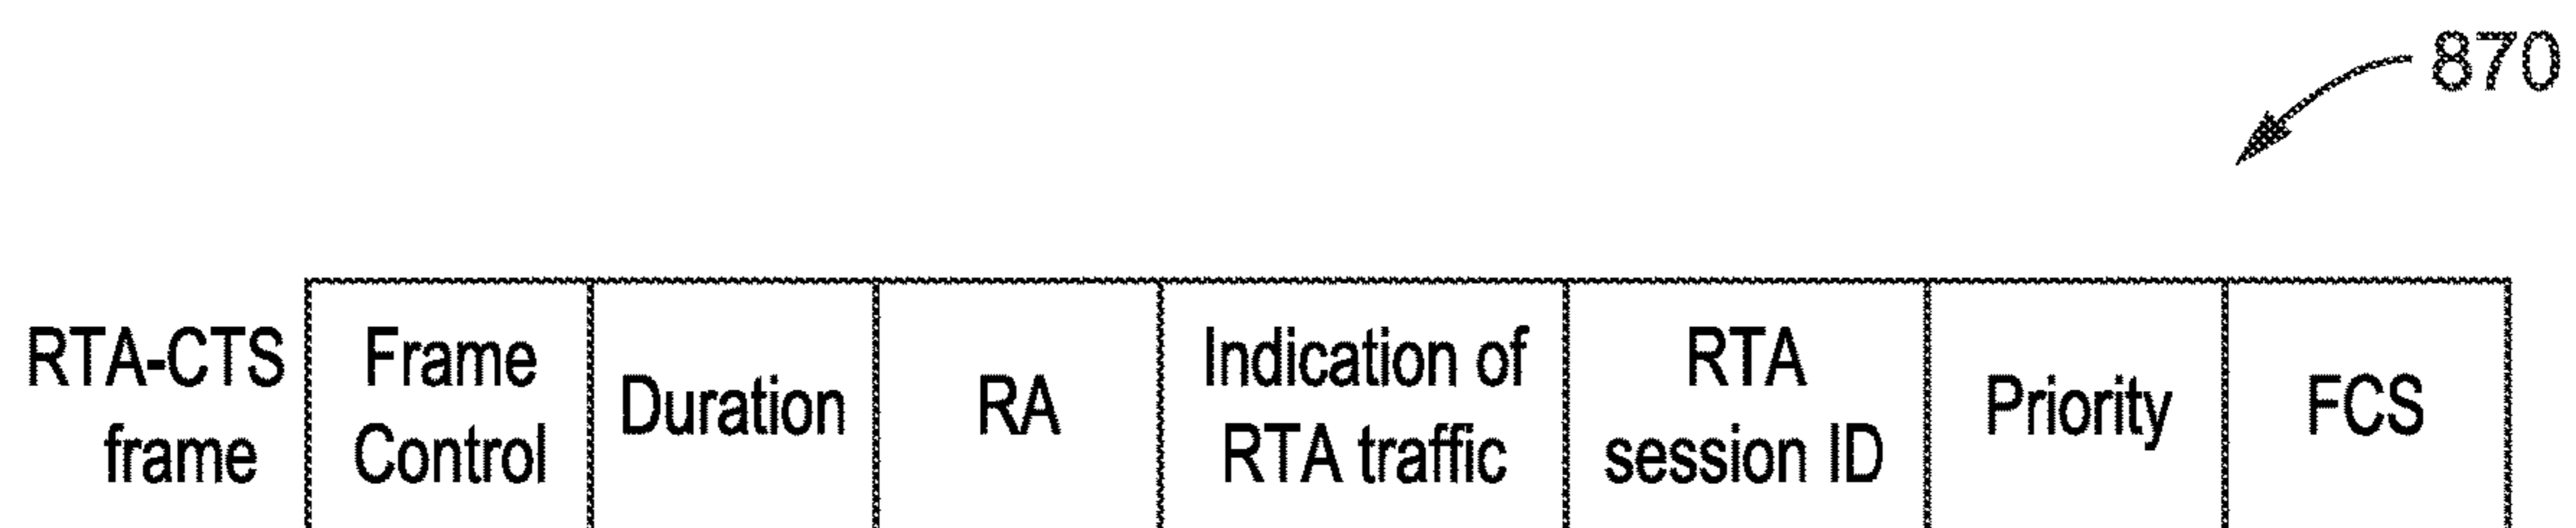 870
RTA-CTS
frame
Frame
Control
Duration
RA
Indication of
RTA traffic
RTA
session ID
Priority
FCS